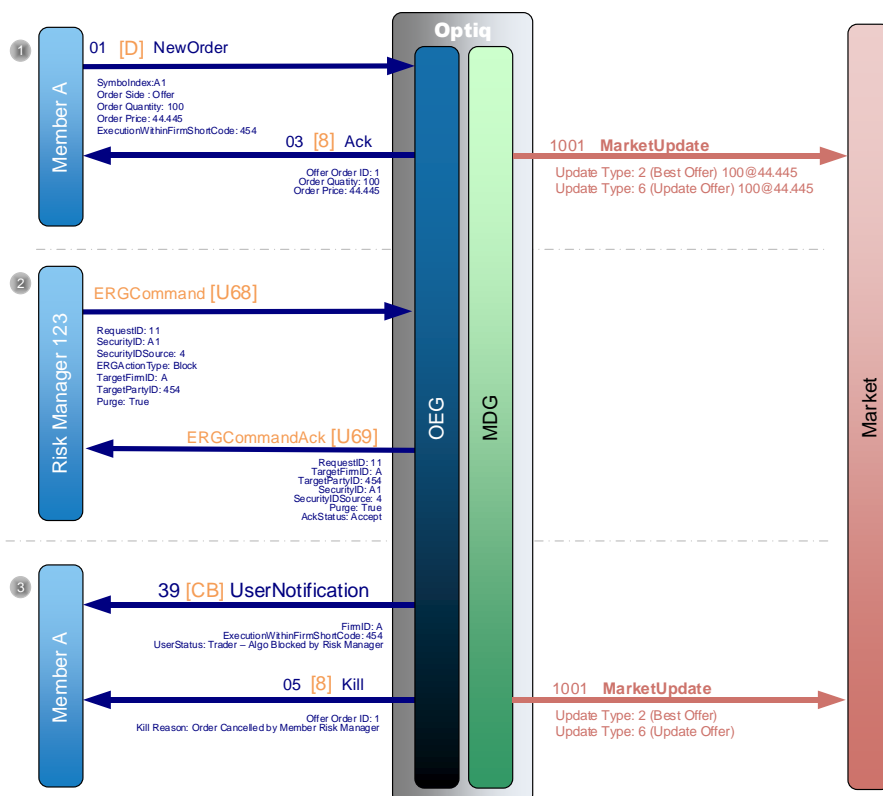 Optiq
1
01 [D] NewOrder
SymboIndex:A1
Order Side : Offer
Order Quantity: 100
Order Price: 44.445
ExecutionWithinFirmShortCode: 454
Member A
03 [8] Ack
Offer Order ID: 1
Order Quatity: 100
Order Price: 44.445
1001 MarketUpdate
Update Type: 2 (Best Offer) 100@44.445
Update Type: 6 (Update Offer) 100@44.445
2
ERGCommand [U68]
RequestID: 11
SecurityID: A1
SecurityIDSource: 4
ERGActionType: Block
TargetFirmID: A
TargetPartyID: 454
Purge: True
Risk Manager 123
OEG
MDG
Market
ERGCommandAck [U69]
RequestID: 11
TargetFirmID: A
TargetPartyID: 454
SecurityID: A1
SecurityIDSource: 4
Purge: True
AckStatus: Accept
3
39 [CB] UserNotification
FirmID: A
ExecutionWithinFirmShortCode: 454
UserStatus: Trader – Algo Blocked by Risk Manager
Member A
05 [8] Kill
Offer Order ID: 1
Kill Reason: Order Cancelled by Member Risk Manager
1001 MarketUpdate
Update Type: 2 (Best Offer)
Update Type: 6 (Update Offer)